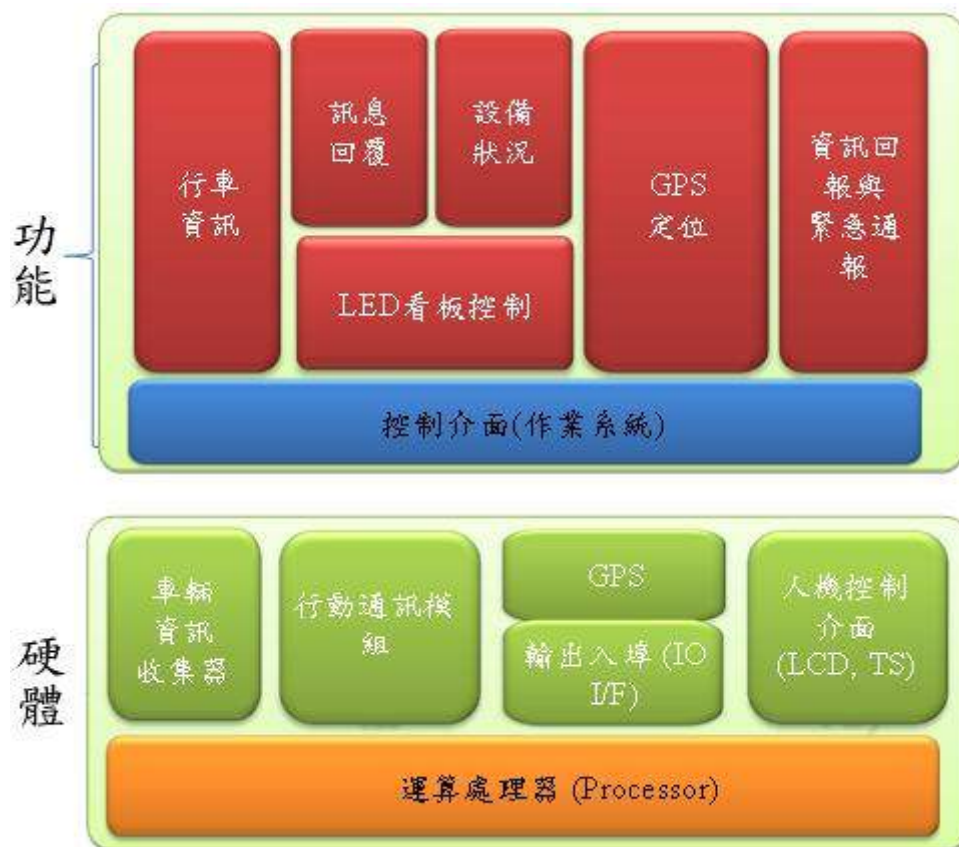 功
能
行車
資訊
訊息
回覆
設備
狀況
LED看板控制
GPS
定位
資訊回
報與
緊急通
報
控制介面(作業系統)
硬
體
車輛
資訊
收集器
行動通訊模
組
GPS
輸出入埠 (IO
I/F)
人機控制
介面
(LCD, TS)
運算處理器 (Processor)